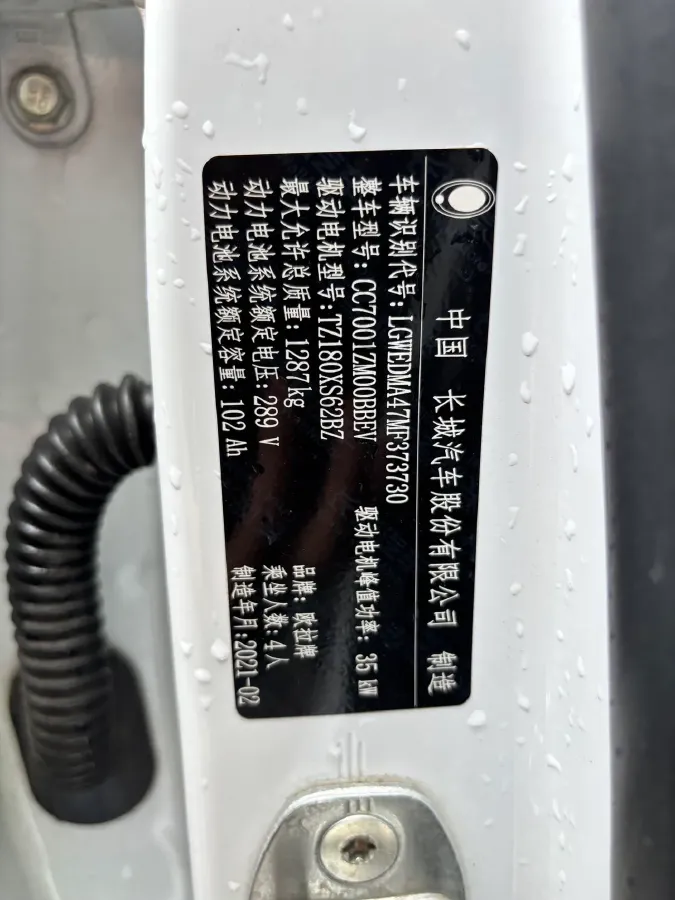 中国 长城汽车股份有限公司 制造
车辆识别代号: LGWEDMA47MF373730
整车型号: CC7001ZM00BBEV 驱动电机峰值功率: 35 kW
驱动电机型号: TZ180XS62BZ
最大允许总质量: 1287kg 品牌: 欧拉牌
动力电池系统额定电压: 289 V 乘坐人数: 4人
动力电池系统额定容量: 102 Ah 制造年月: 2021-02